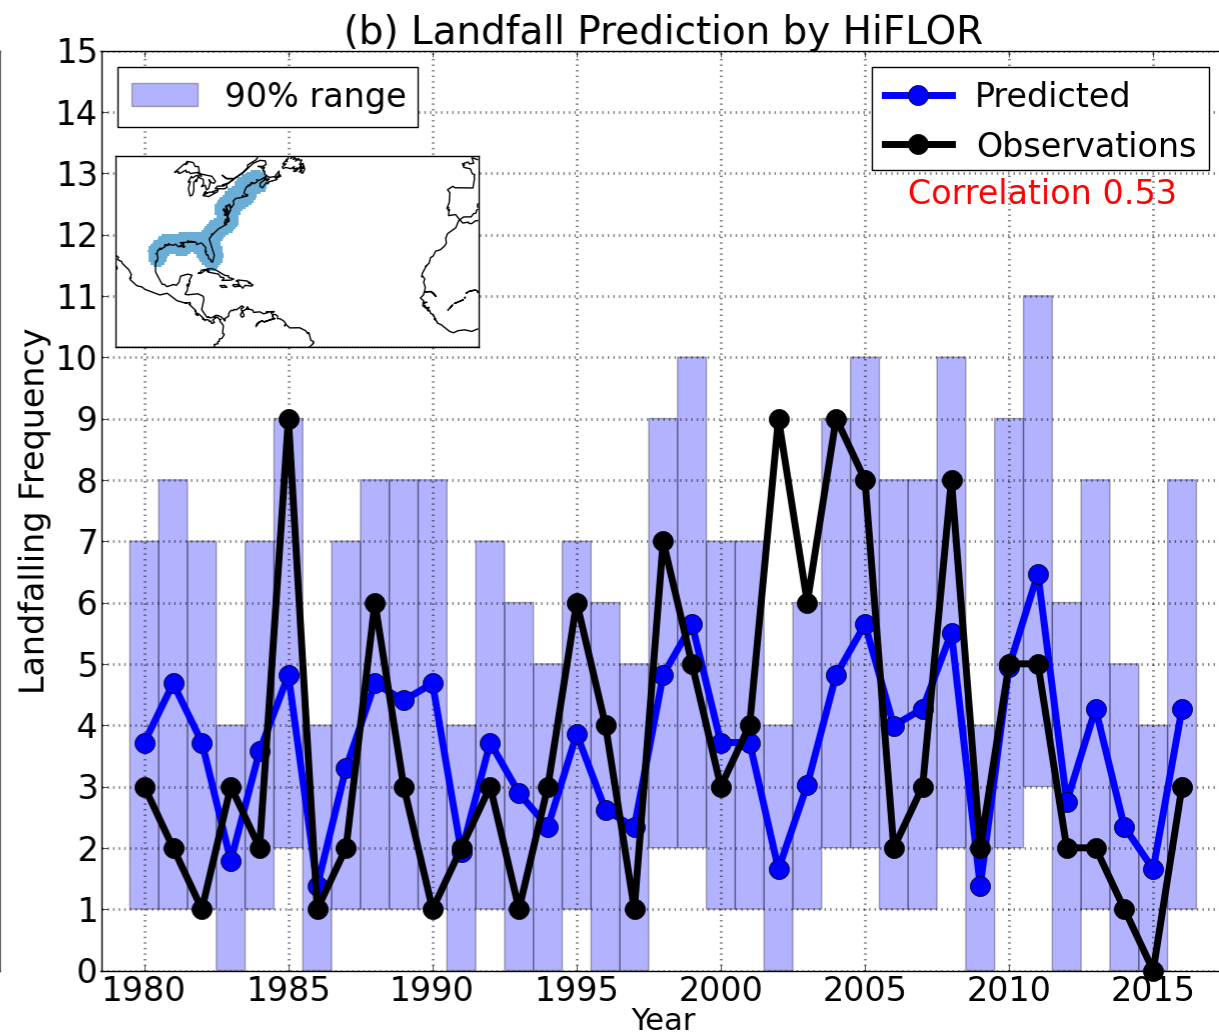 (b) Landfall Prediction by HiFLOR
90% range
Predicted
Observations
Correlation 0.53
Landfalling Frequency
15
14
13
12
11
10
9
8
7
6
5
4
3
2
1
0
1980 1985 1990 1995 2000 2005 2010 2015
Year